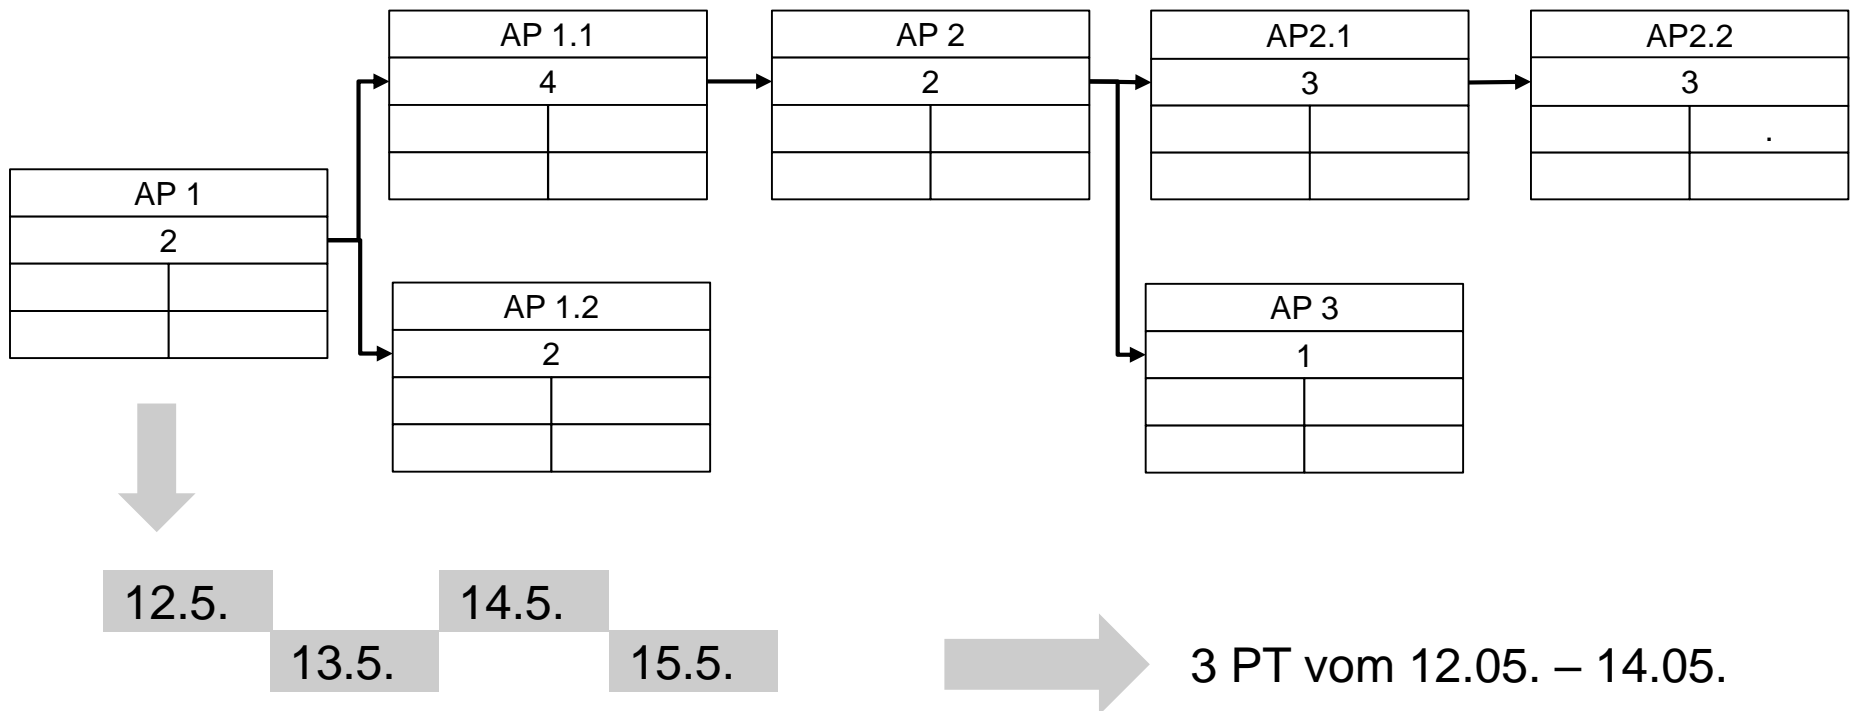 AP 1.1
4
AP 2
2
AP2.1
3
AP2.2
3
.
AP 1
2
AP 1.2
2
AP 3
1
12.5.
13.5.
14.5.
15.5.
3 PT vom 12.05. – 14.05.